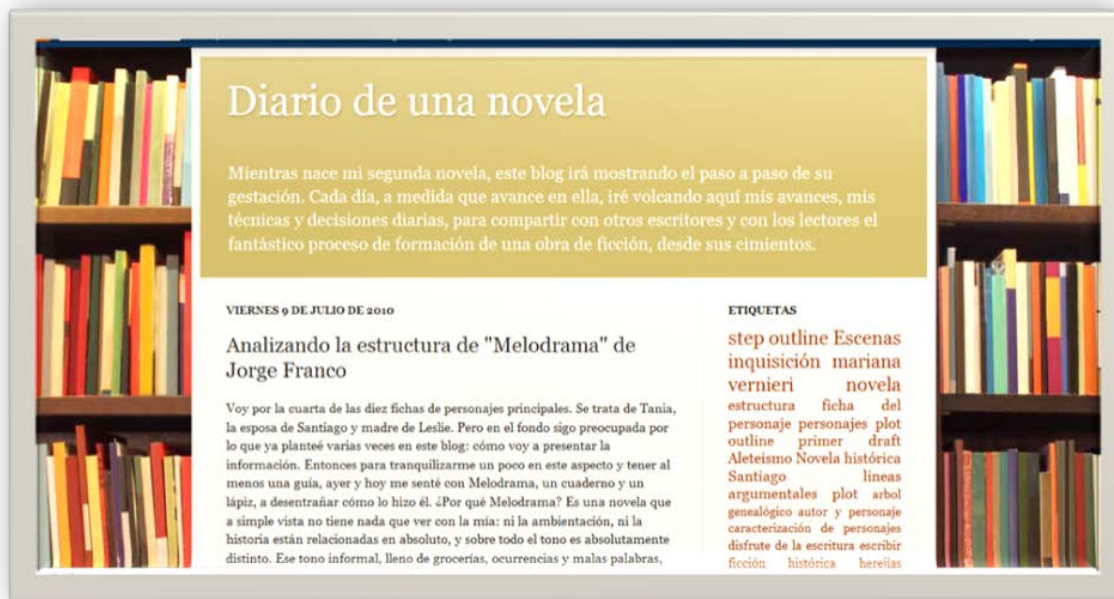 Diario de una novela
Mientras nace mi segunda novela, este blog irá mostrando el paso a paso de su
gestación. Cada día, a medida que avance en ella, iré volcando aquí mis avances, mis
técnicas y decisiones diarias, para compartir con otros escritores y con los lectores el
fantástico proceso de formación de una obra de ficción, desde sus cimientos.
VIERNES 9 DE JULIO DE 2010
Analizando la estructura de "Melodrama" de
Jorge Franco
Voy por la cuarta de las diez fichas de personajes principales. Se trata de Tania,
la esposa de Santiago y madre de Leslie. Pero en el fondo sigo preocupada por
lo que ya planteé varias veces en este blog: cómo voy a presentar la
información. Entonces para tranquilizarme un poco en este aspecto y tener al
menos una guía, ayer y hoy me senté con Melodrama, un cuaderno y un
lápiz, a desentrañar cómo lo hizo él. ¿Por qué Melodrama? Es una novela que
a simple vista no tiene nada que ver con la mía: ni la ambientación, ni la
historia están relacionadas en absoluto, y sobre todo el tono es absolutamente
distinto. Ese tono informal, lleno de grocerías, ocurrencias y malas palabras,
ETIQUETAS
step outline Escenas
inquisición mariana
vernieri novela
estructura ficha del
personaje personajes plot
outline primer draft
Aleteismo Novela histórica
Santiago lineas
argumentales plot arbol
genealógico autor y personaje
caracterización de personajes
disfrute de la escritura escribir
ficción histórica herejías